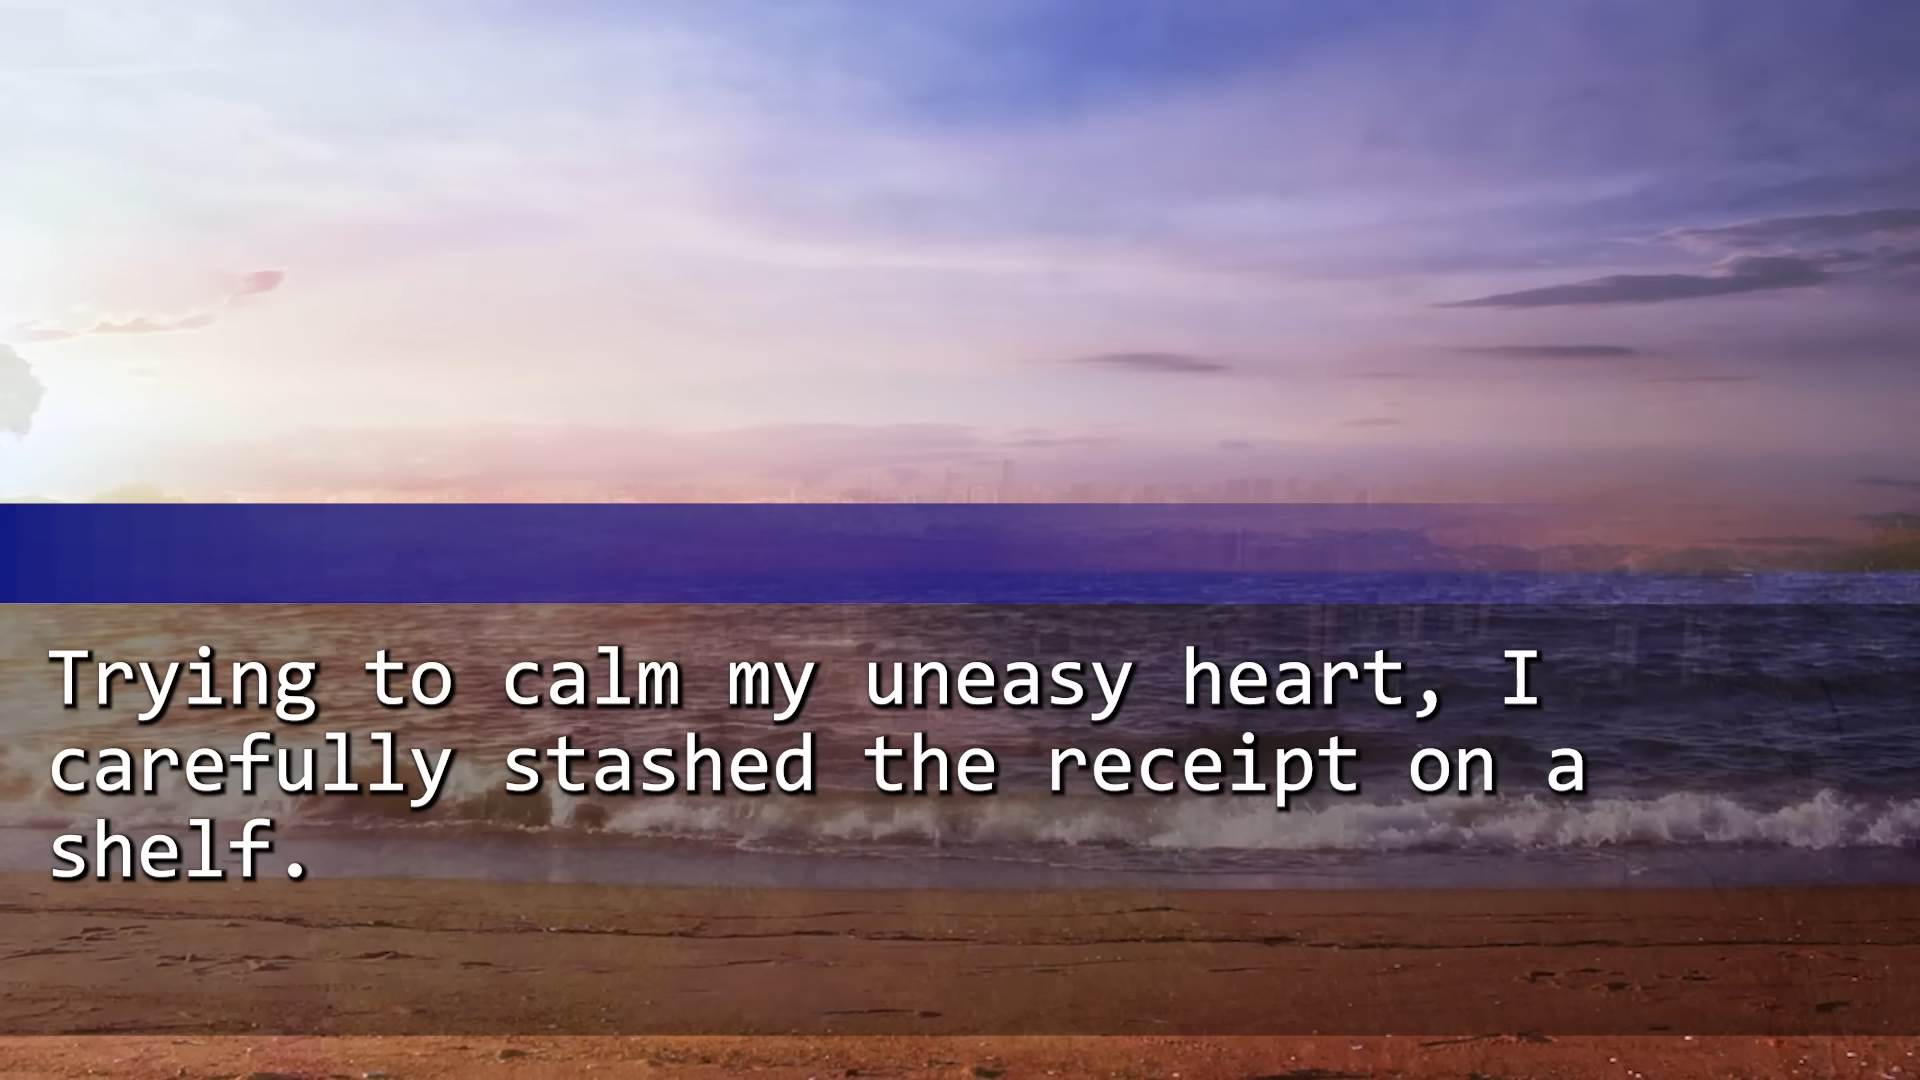 Trying to calm my uneasy heart, I
carefully stashed the receipt on a
shelf.